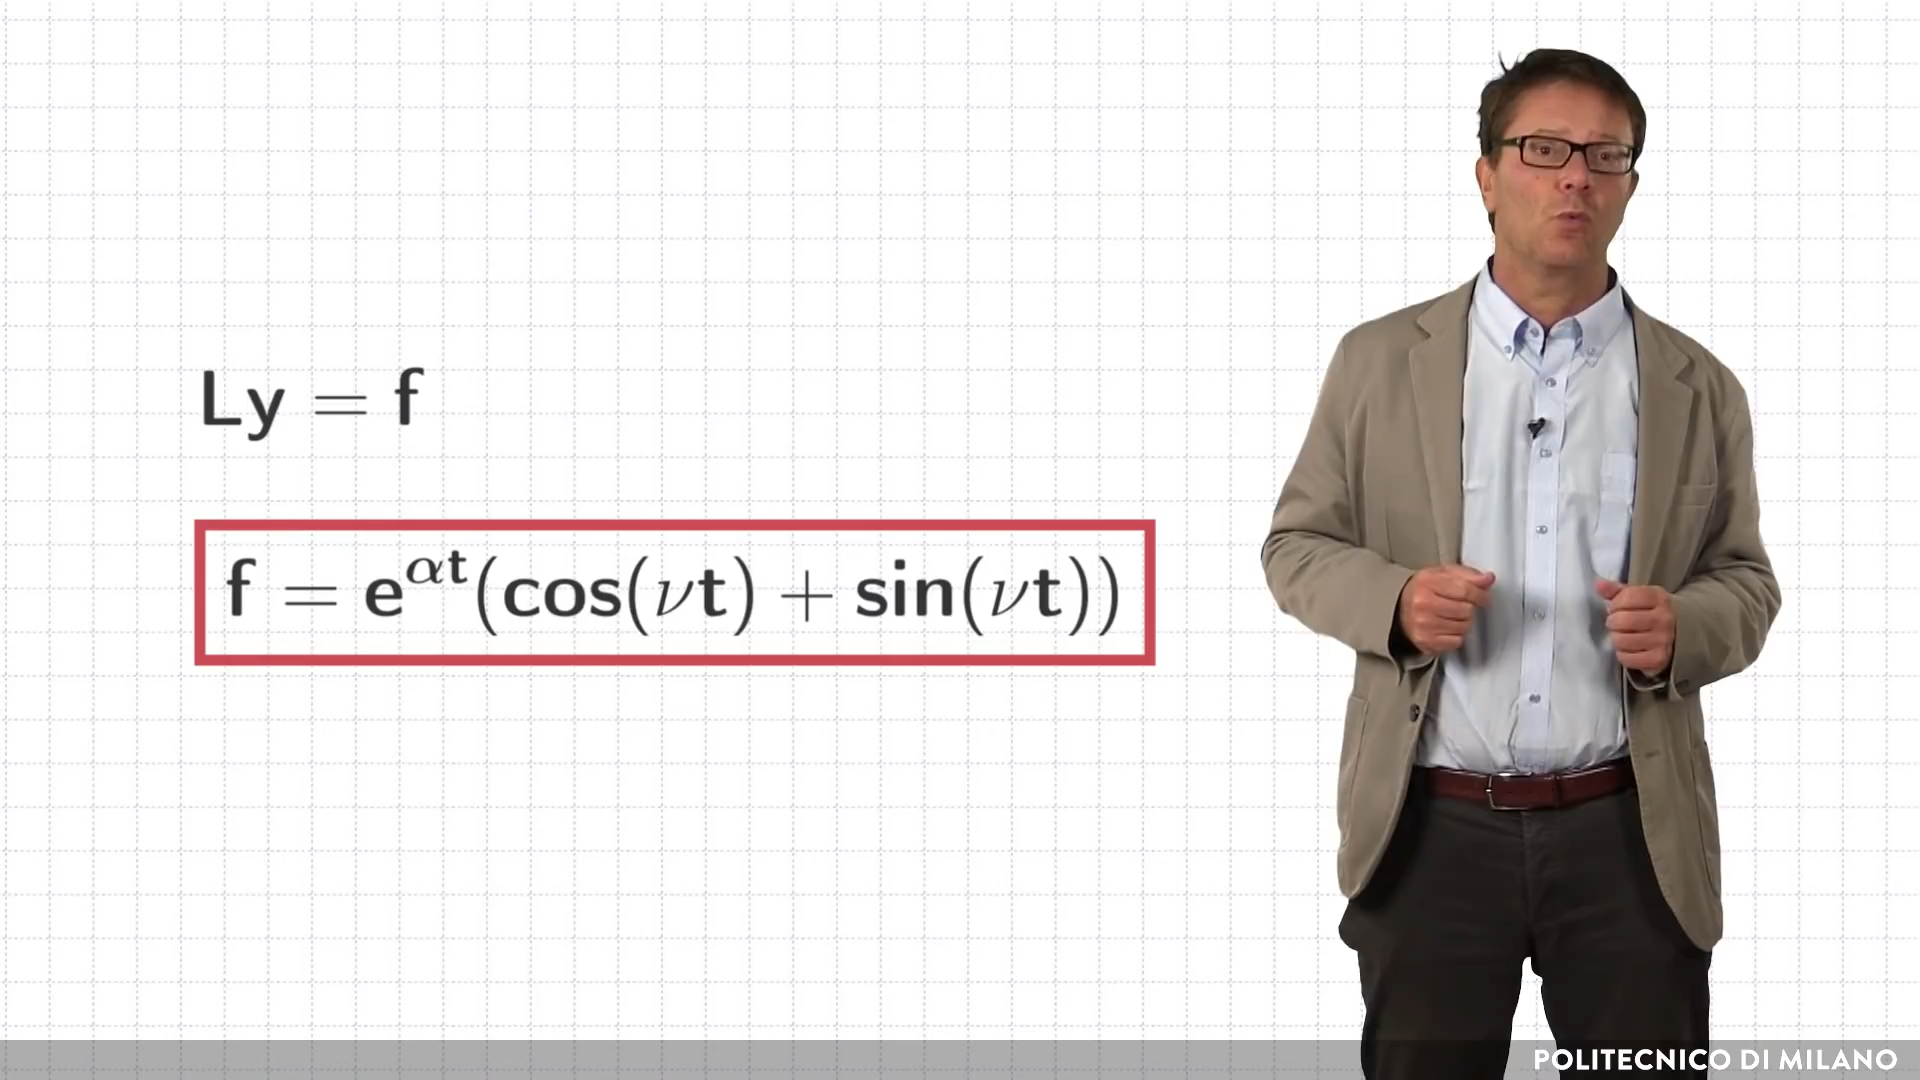 Ly = f
f = e^{αt}(cos(νt) + sin(νt))
POLITECNICO DI MILANO